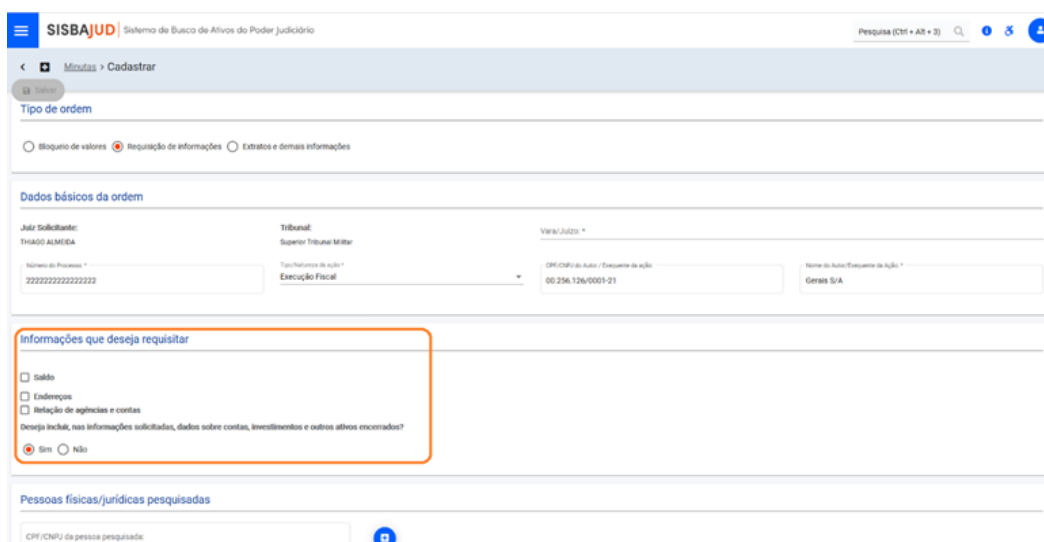 SISBAJUD Sistema de Busca de Ativos do Poder Judiciário
Pesquisa (Ctrl + Alt + 3)
Minutas > Cadastrar
Salvar
Tipo de ordem
Bloqueio de valores Requisição de informações Extratos e demais informações
Dados básicos da ordem
Juiz Solicitante: Tribunal: Vara/Juízo: *
THIAGO ALMEIDA Superior Tribunal Militar
Número do Processo * Tipo/Natureza da ação * CPF/CNPJ do Autor / Exequente da ação: Nome do Autor/Exequente da Ação: *
2222222222222222 Execução Fiscal 00.256.126/0001-21 Gerais S/A
Informações que deseja requisitar
Saldo
Endereços
Relação de agências e contas
Deseja incluir, nas informações solicitadas, dados sobre contas, investimentos e outros ativos encerrados?
Sim Não
Pessoas físicas/jurídicas pesquisadas
CPF/CNPJ da pessoa pesquisada: